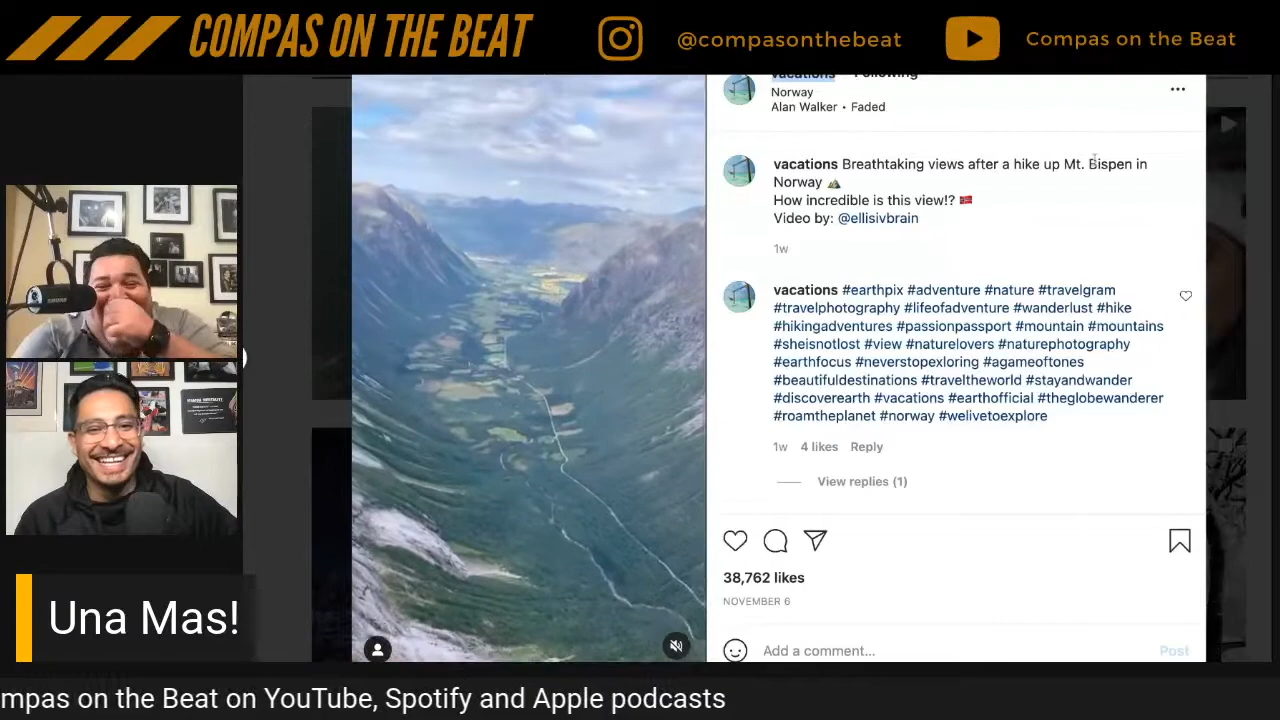 COMPAS ON THE BEAT
@compasonthebeat
Compas on the Beat
vacations • Following
Norway
Alan Walker • Faded
vacations Breathtaking views after a hike up Mt. Bispen in
Norway 🏕️
How incredible is this view!? 🇳🇴
Video by: @ellisivbrain
1w
vacations #earthpix #adventure #nature #travelgram
#travelphotography #lifeofadventure #wanderlust #hike
#hikingadventures #passionpassport #mountain #mountains
#sheisnotlost #view #naturelovers #naturephotography
#earthfocus #neverstopexloring #agameoftones
#beautifuldestinations #traveltheworld #stayandwander
#discoverearth #vacations #earthofficial #theglobewanderer
#roamtheplanet #norway #welivetoexplore
1w 4 likes Reply
View replies (1)
38,762 likes
NOVEMBER 6
Add a comment...
Post
SHURE
Una Mas!
mpas on the Beat on YouTube, Spotify and Apple podcasts